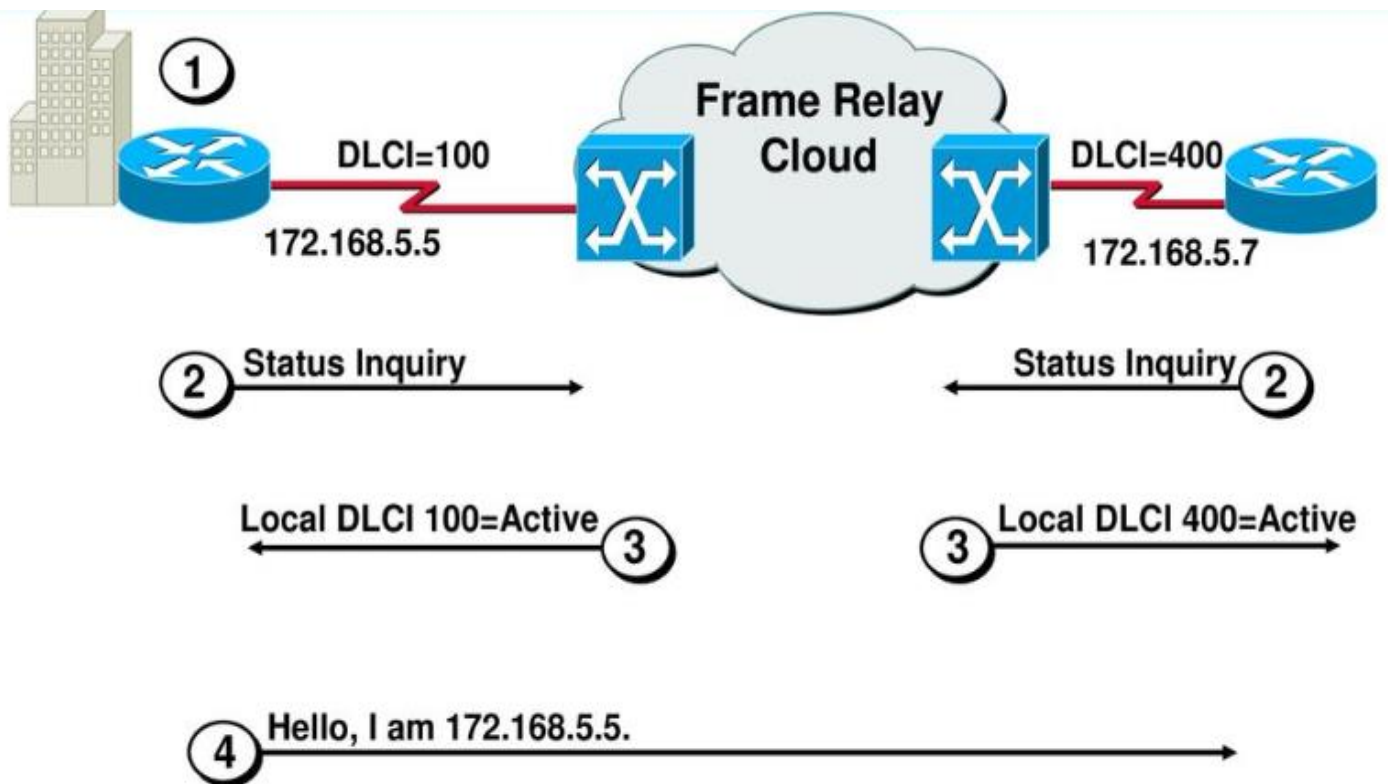 1
Frame Relay
Cloud
DLCI=100
DLCI=400
172.168.5.5
172.168.5.7
2
Status Inquiry
Status Inquiry
2
Local DLCI 100=Active
3
3
Local DLCI 400=Active
4
Hello, I am 172.168.5.5.